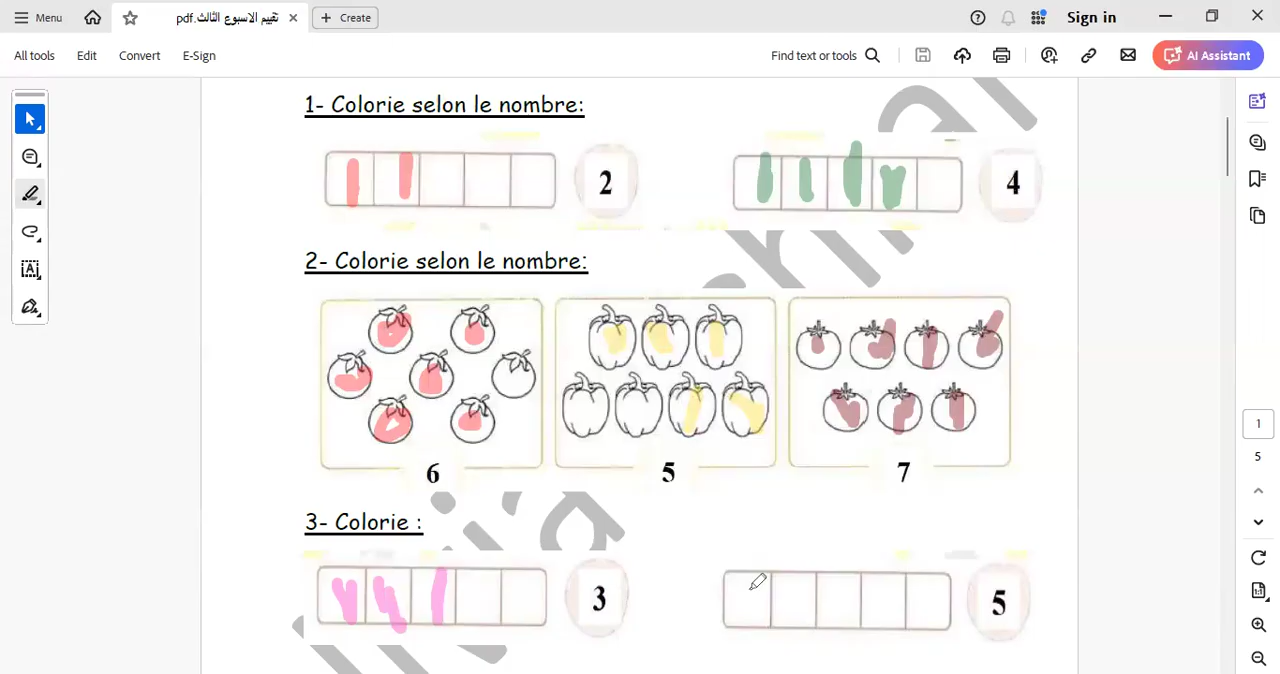 Menu
تقييم الاسبوع الثالث.pdf
Create
Sign in
All tools Edit Convert E-Sign
Find text or tools
AI Assistant
1- Colorie selon le nombre:
2 4
2- Colorie selon le nombre:
6 5 7
3- Colorie :
3 5
1
5